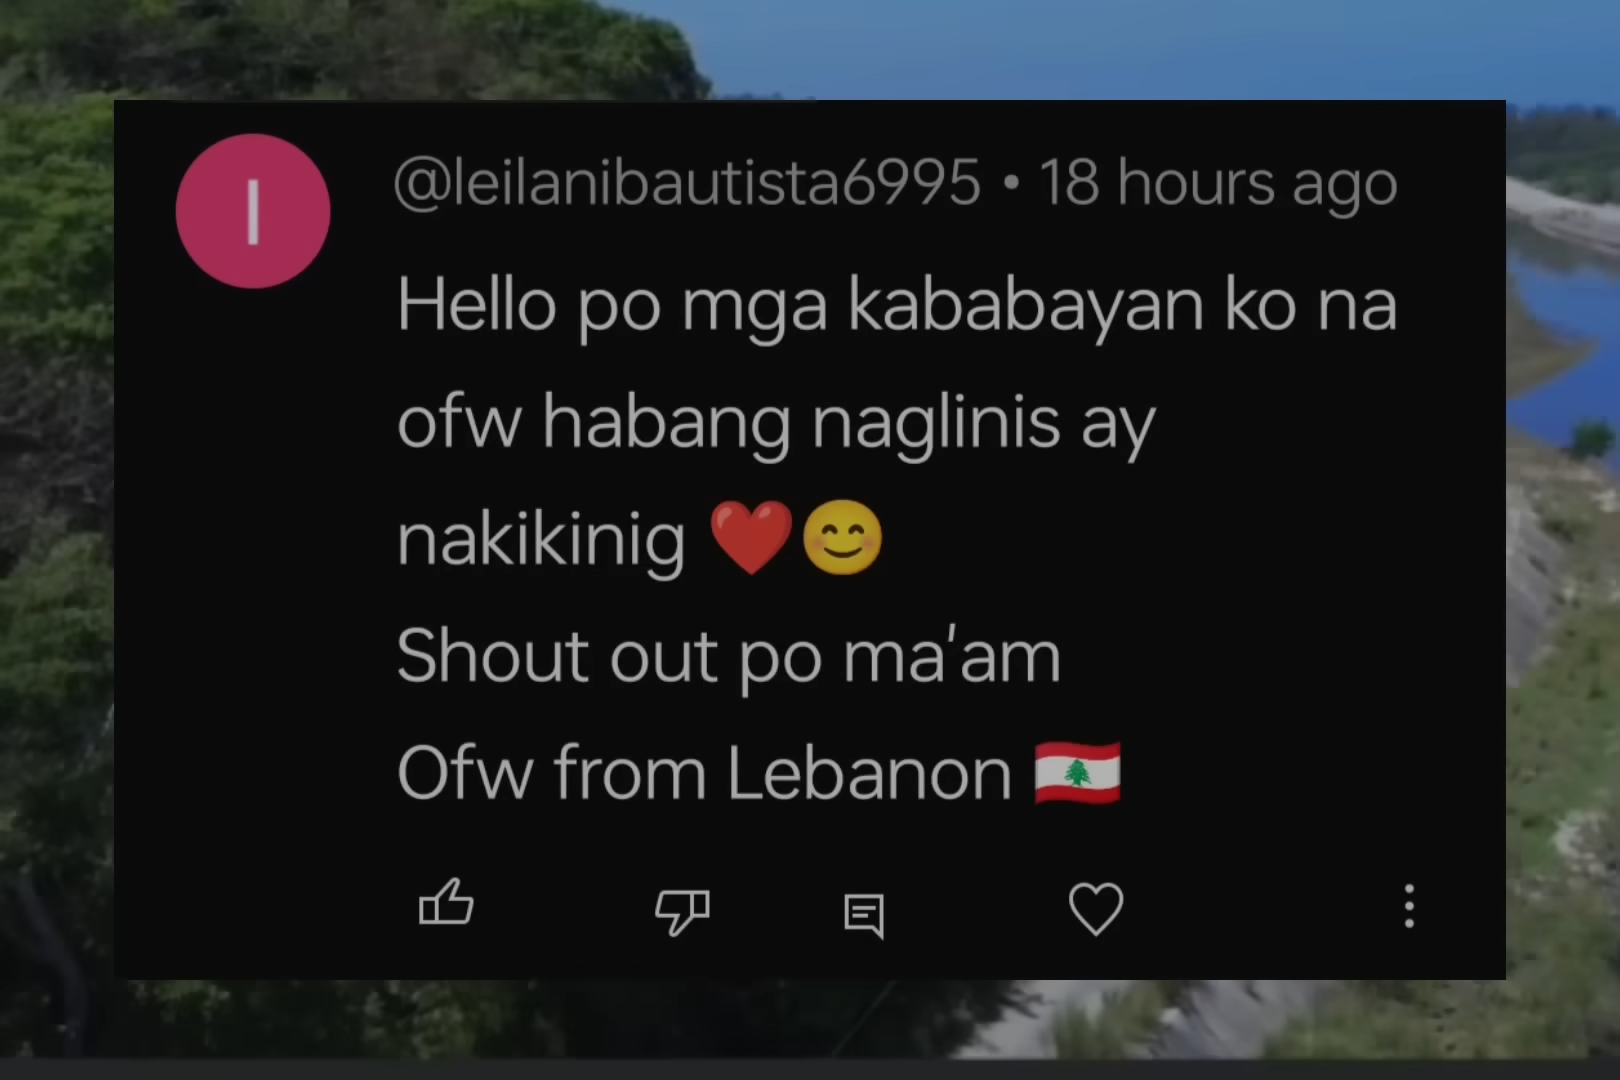 l
@leilanibautista6995 • 18 hours ago
Hello po mga kababayan ko na
ofw habang naglinis ay
nakikinig ❤️😊
Shout out po ma'am
Ofw from Lebanon 🇱🇧